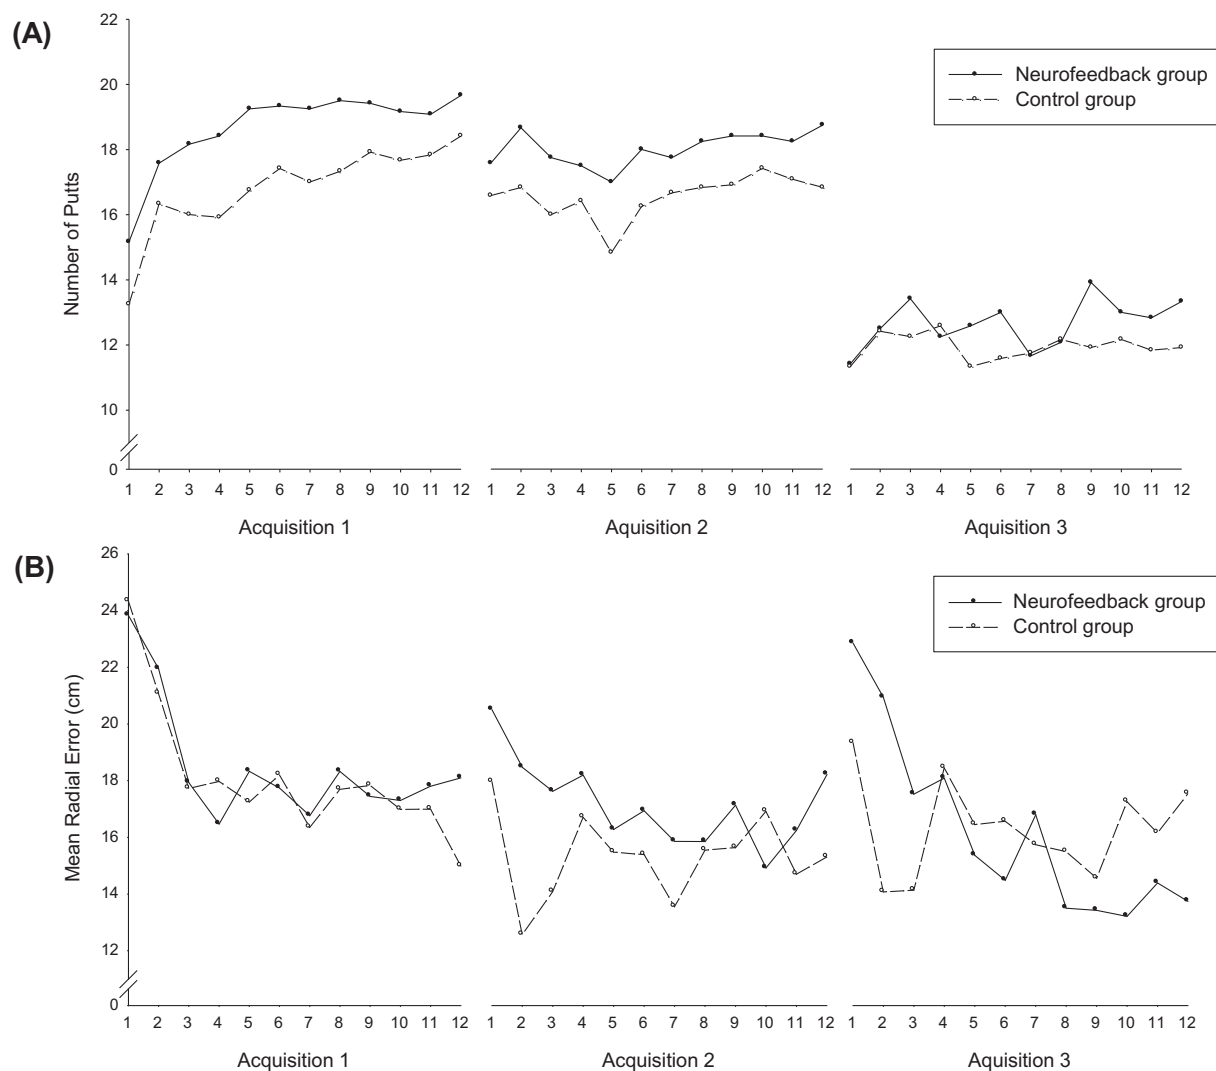 (A)
Number of Putts
22
20
18
16
14
12
10
0
Neurofeedback group
Control group
1 2 3 4 5 6 7 8 9 10 11 12 1 2 3 4 5 6 7 8 9 10 11 12 1 2 3 4 5 6 7 8 9 10 11 12
Acquisition 1 Aquisition 2 Aquisition 3
(B)
Mean Radial Error (cm)
26
24
22
20
18
16
14
12
0
Neurofeedback group
Control group
1 2 3 4 5 6 7 8 9 10 11 12 1 2 3 4 5 6 7 8 9 10 11 12 1 2 3 4 5 6 7 8 9 10 11 12
Acquisition 1 Acquisition 2 Aquisition 3